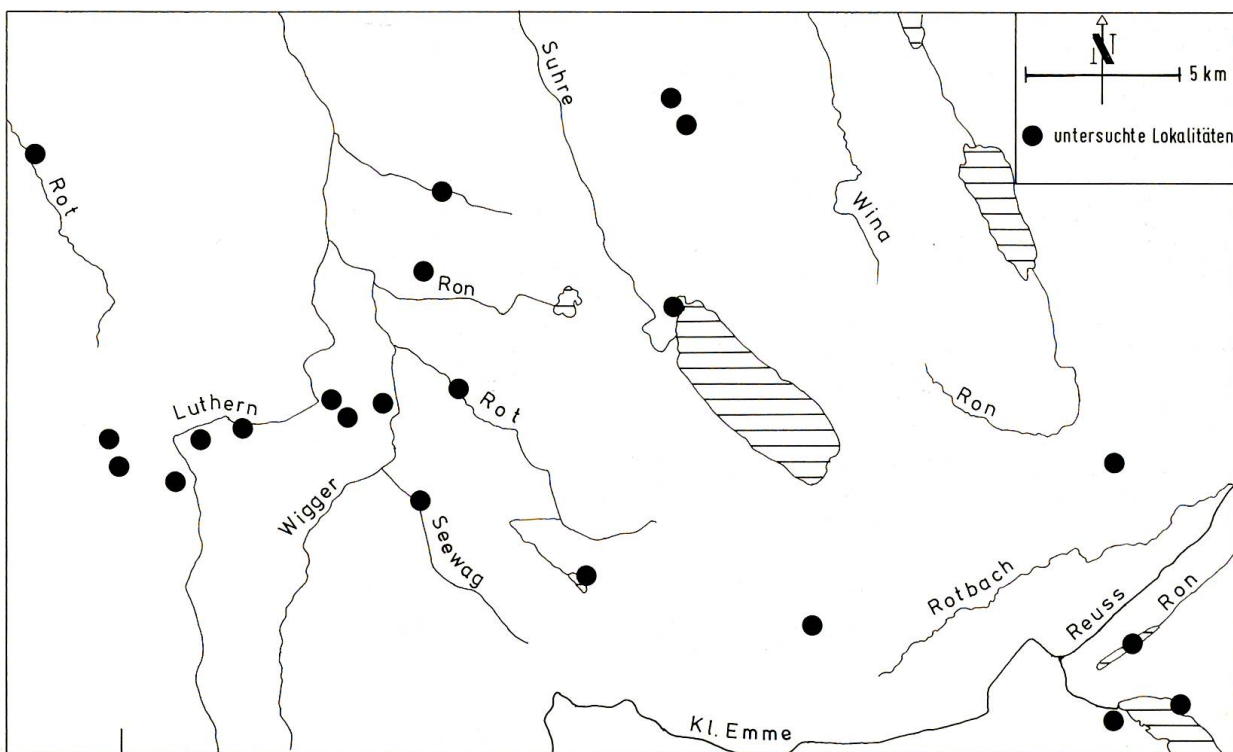 Suhre
N
5 km
untersuchte Lokalitäten
Rot
Wina
Ron
Luthern
Rot
Ron
Wigger
Seewag
Rotbach
Reuss
Ron
Kl. Emme